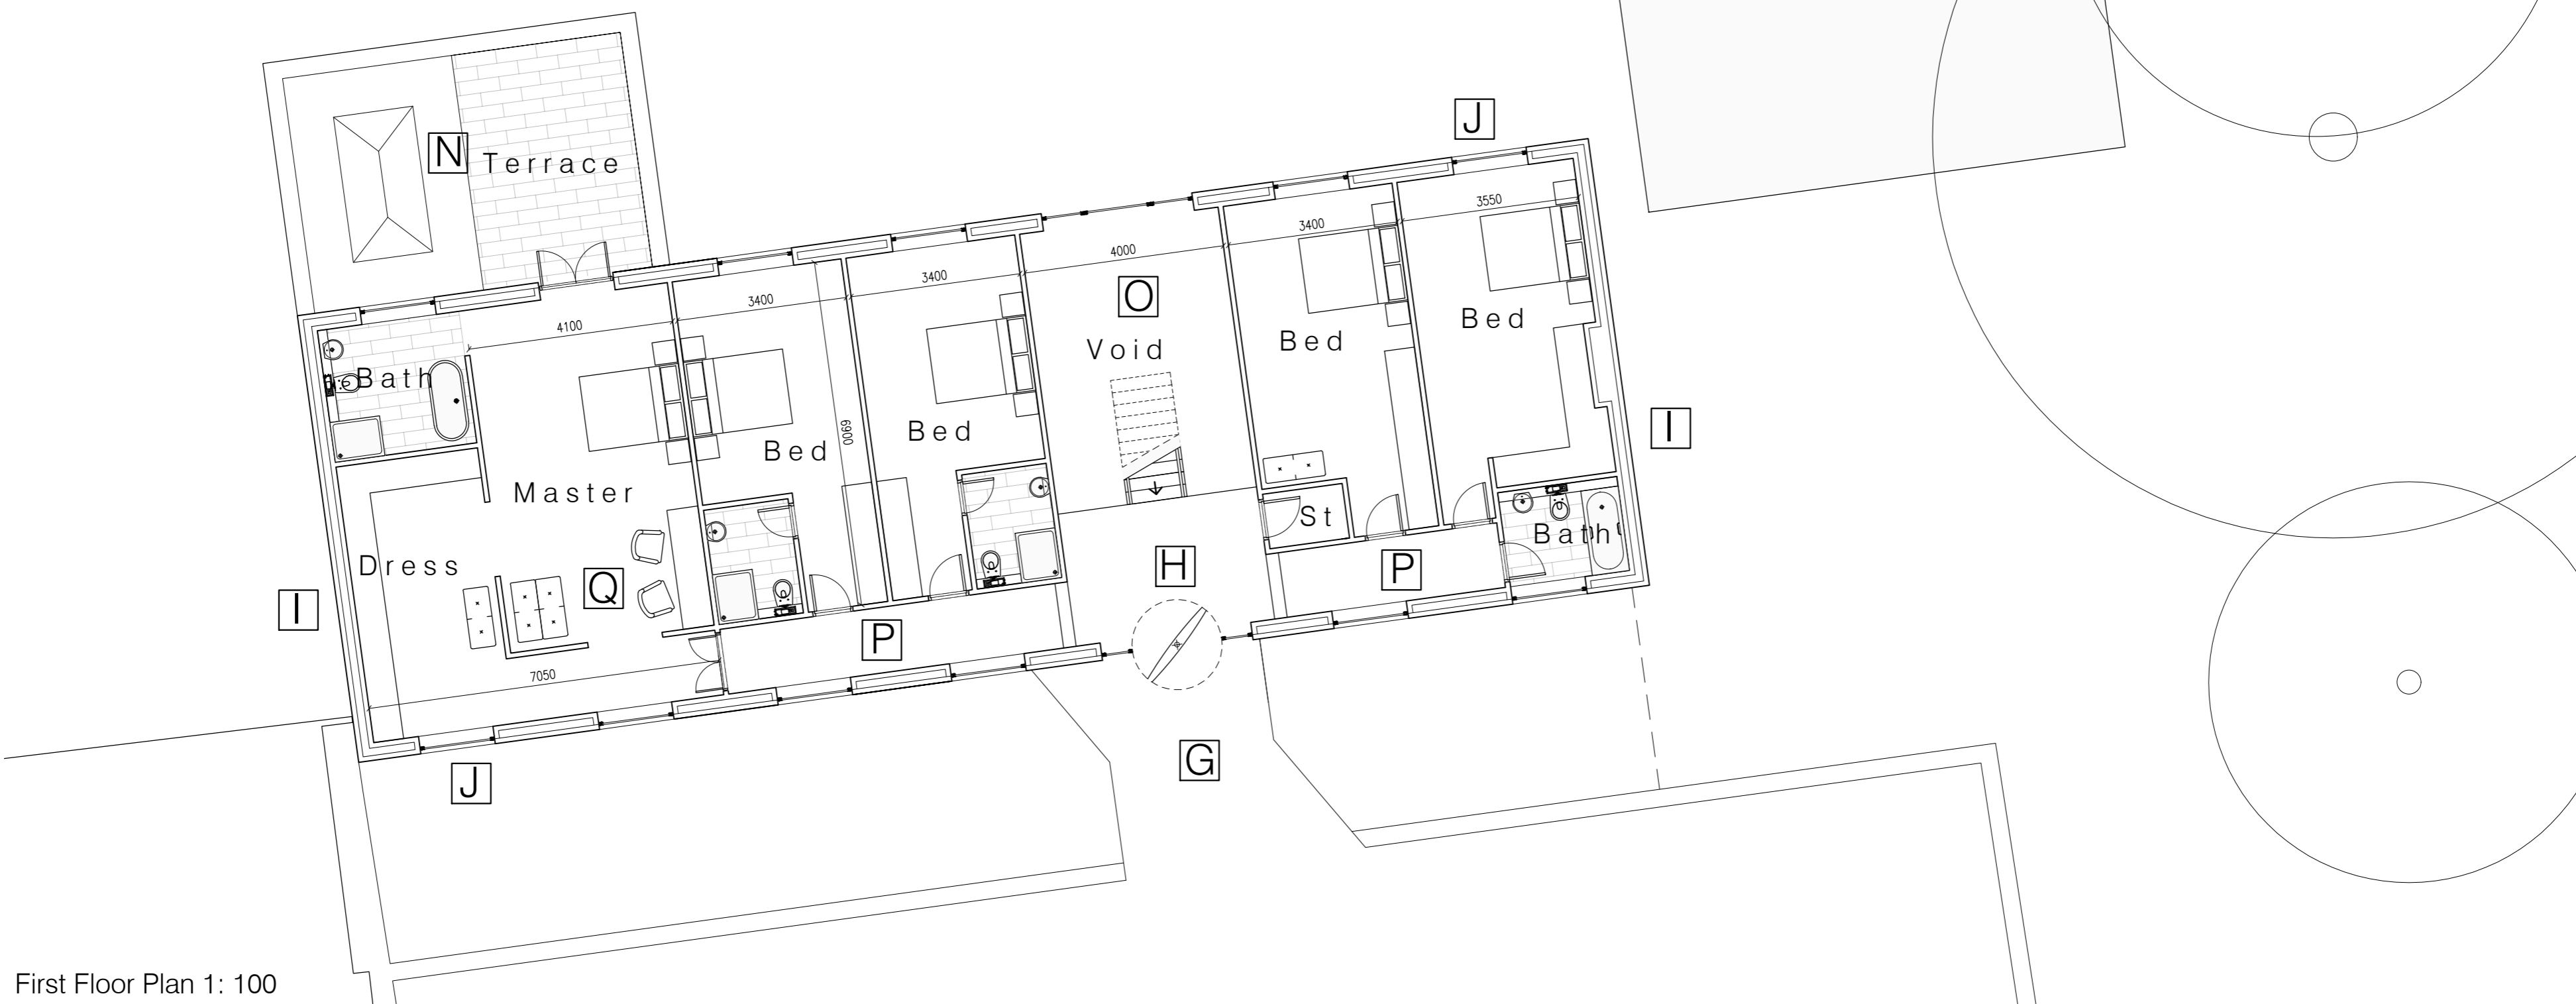 J
N
Terrace
3550
3400
4000
O
3400
3400
4100
Void
Bed
Bed
Bath
6600
I
Bed
Bed
Master
St
Bath
Dress
H
P
I
Q
P
7050
G
J
First Floor Plan 1: 100